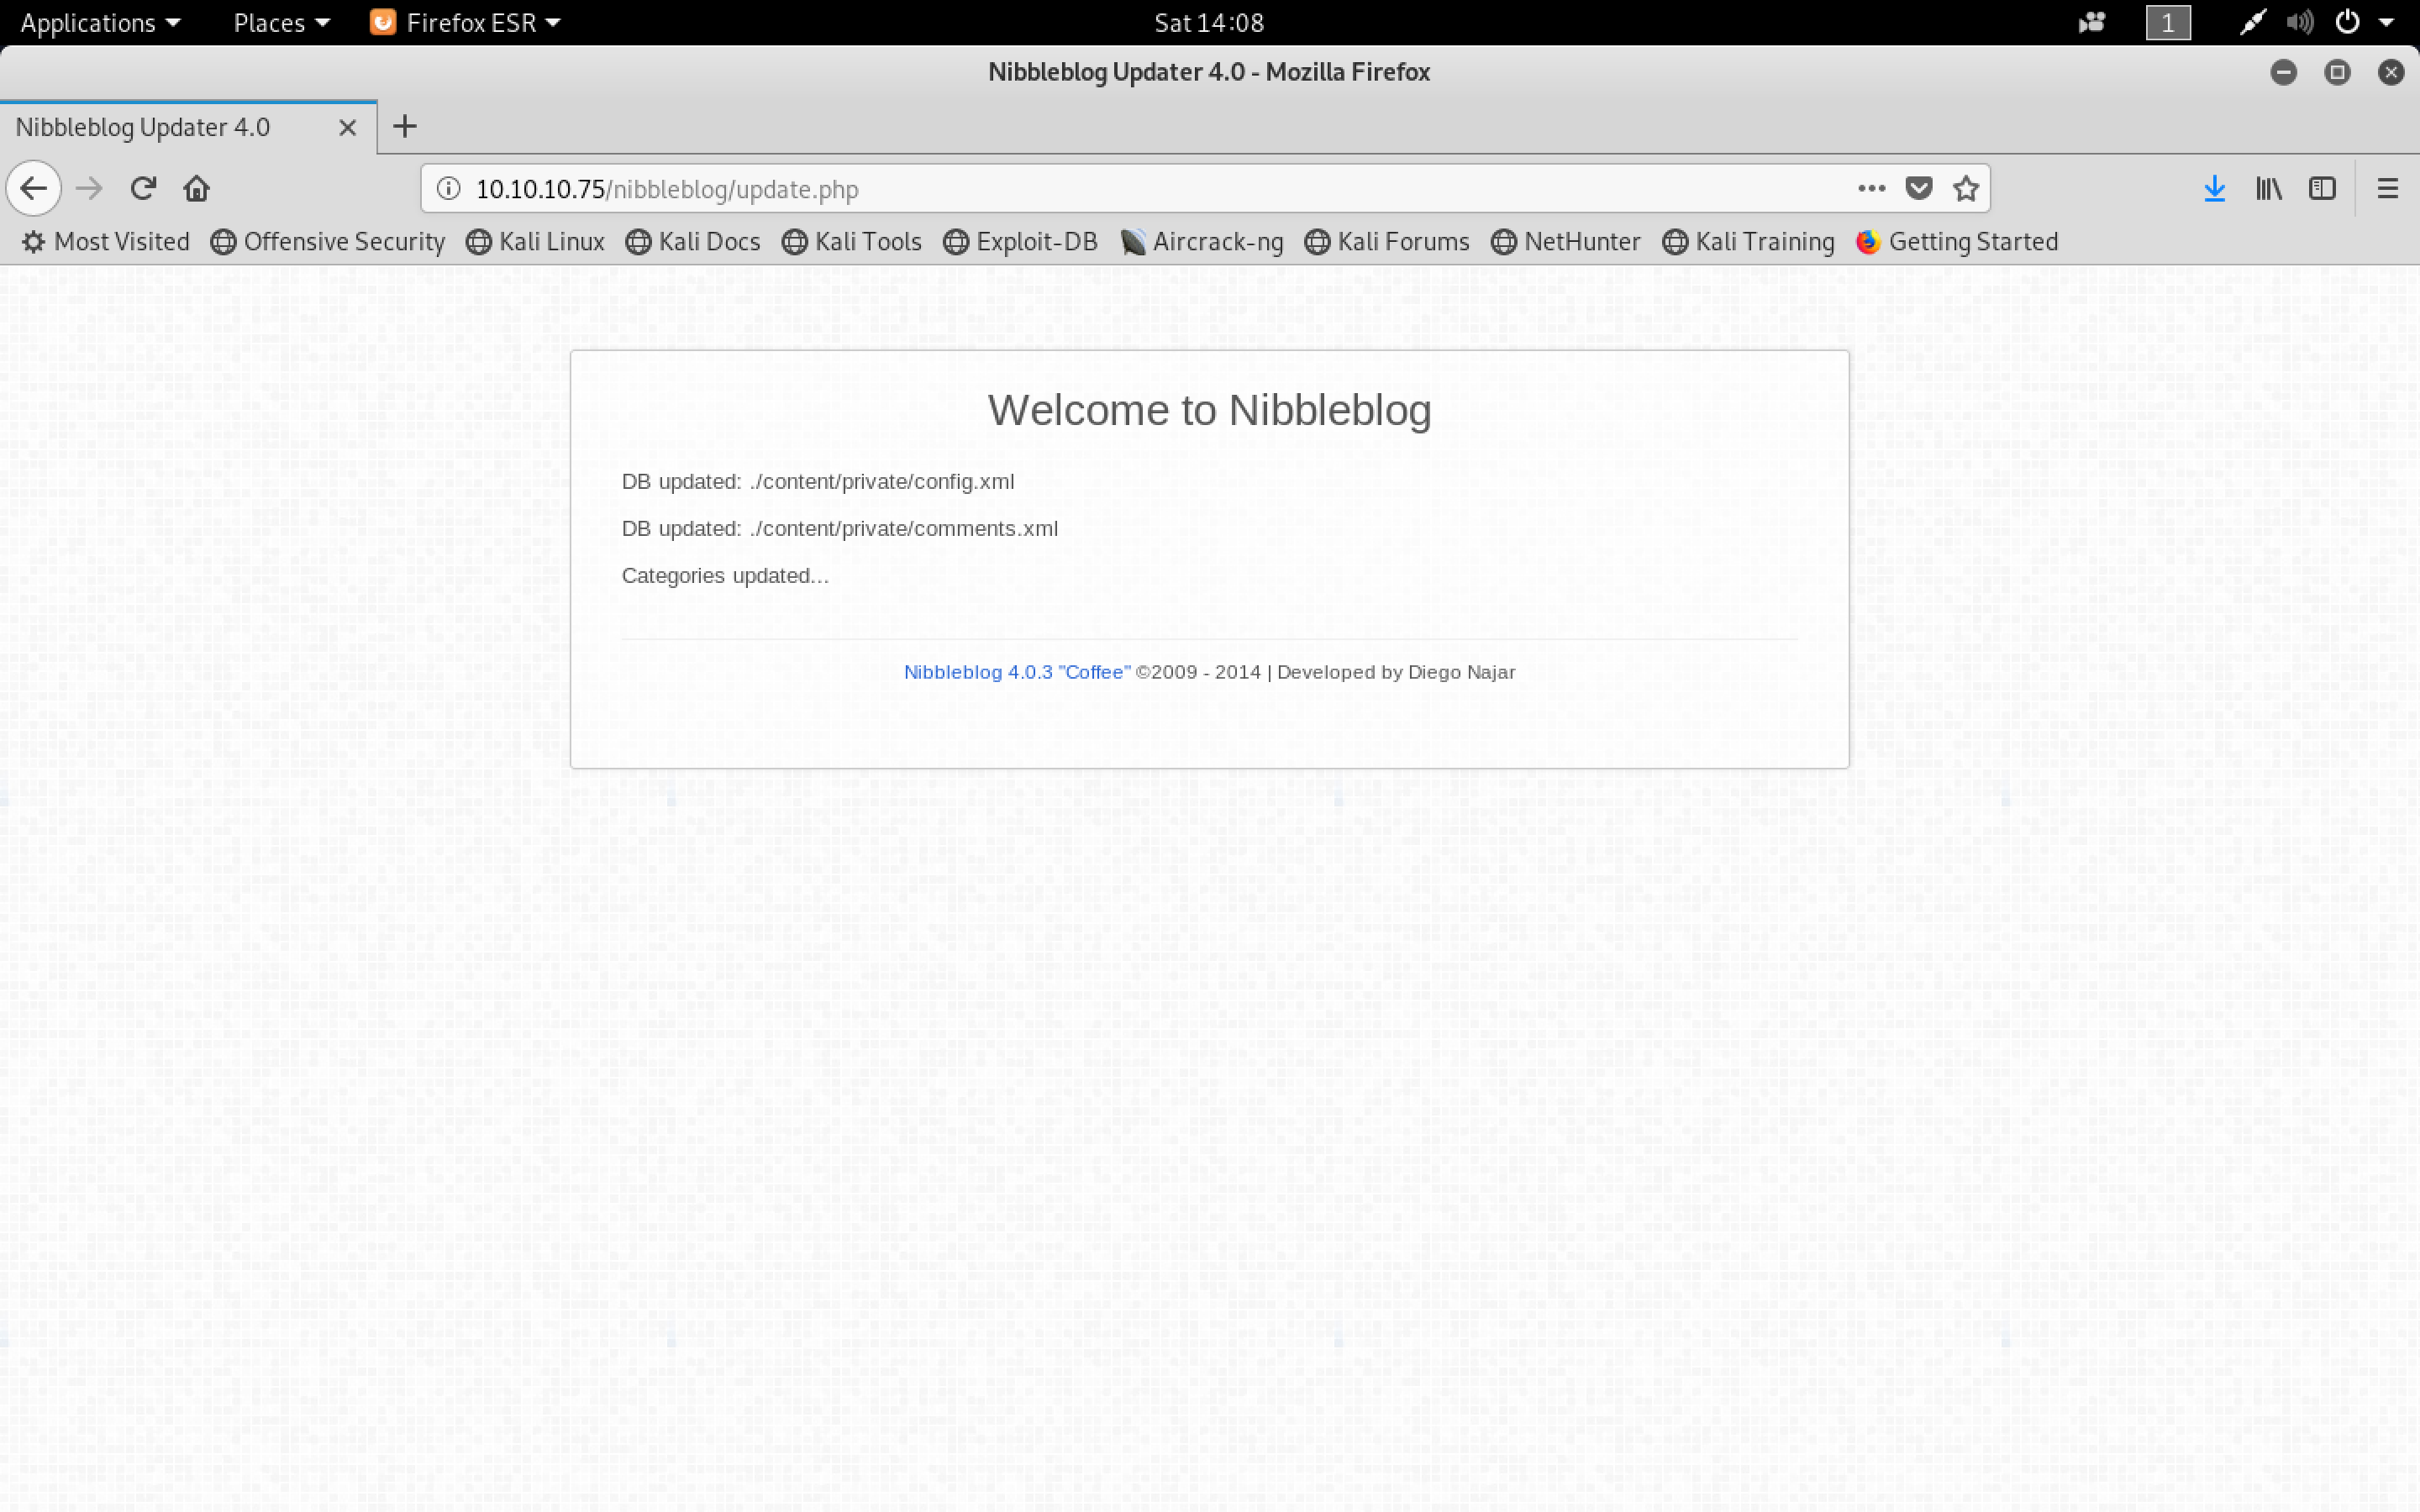 Applications Places Firefox ESR Sat 14:08 1
Nibbleblog Updater 4.0 - Mozilla Firefox
Nibbleblog Updater 4.0
10.10.10.75/nibbleblog/update.php
Most Visited Offensive Security Kali Linux Kali Docs Kali Tools Exploit-DB Aircrack-ng Kali Forums NetHunter Kali Training Getting Started
Welcome to Nibbleblog
DB updated: ./content/private/config.xml
DB updated: ./content/private/comments.xml
Categories updated...
Nibbleblog 4.0.3 "Coffee" ©2009 - 2014 | Developed by Diego Najar